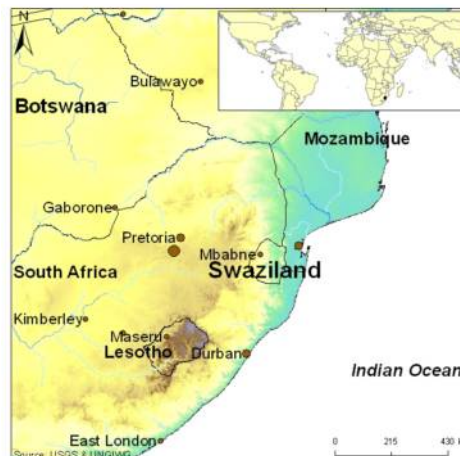 N
Bulawayo
Botswana
Mozambique
Gaborone
Pretoria
Mbabne
Swaziland
South Africa
Kimberley
Maseru
Lesotho
Durban
Indian Ocean
East London
0 215 430
Source: USGS & UNGIWG